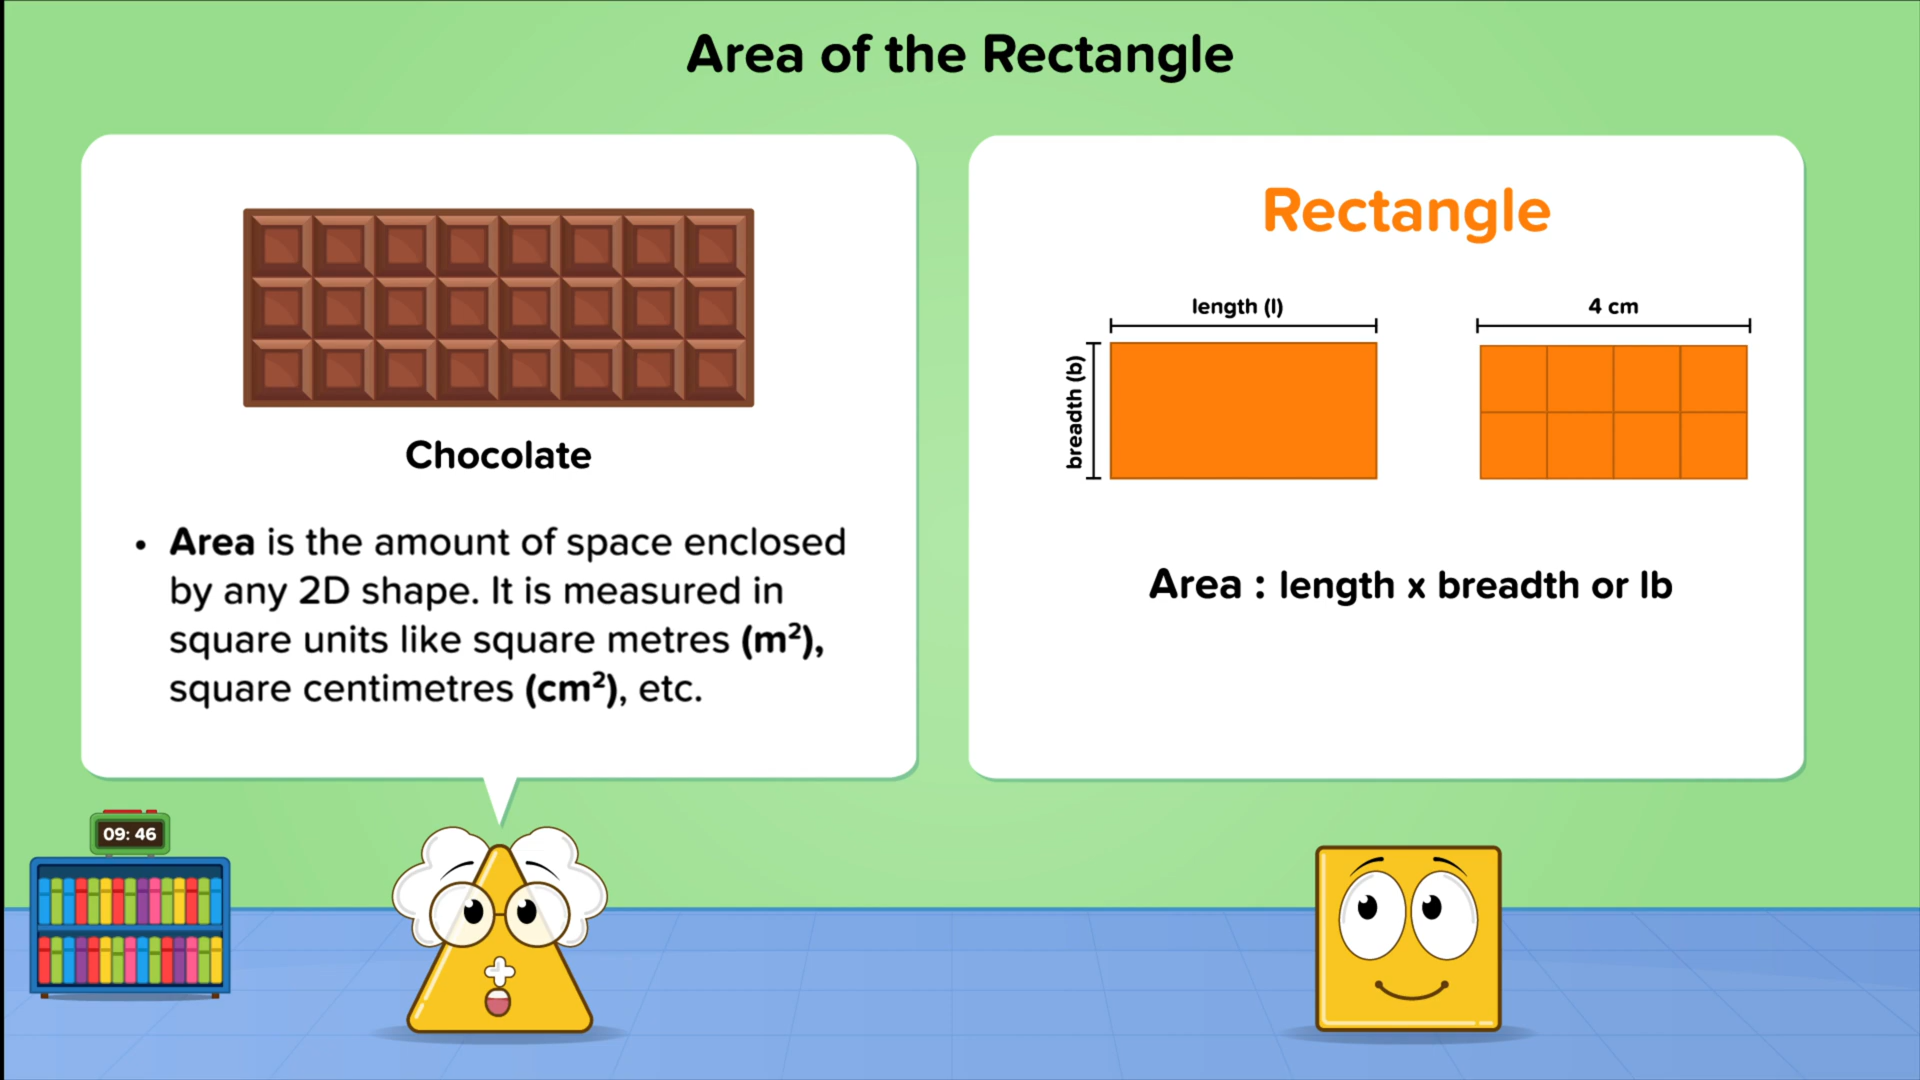 Area of the Rectangle
Chocolate
• Area is the amount of space enclosed
by any 2D shape. It is measured in
square units like square metres (m²),
square centimetres (cm²), etc.
Rectangle
length (l)
breadth (b)
4 cm
Area : length x breadth or lb
09: 46